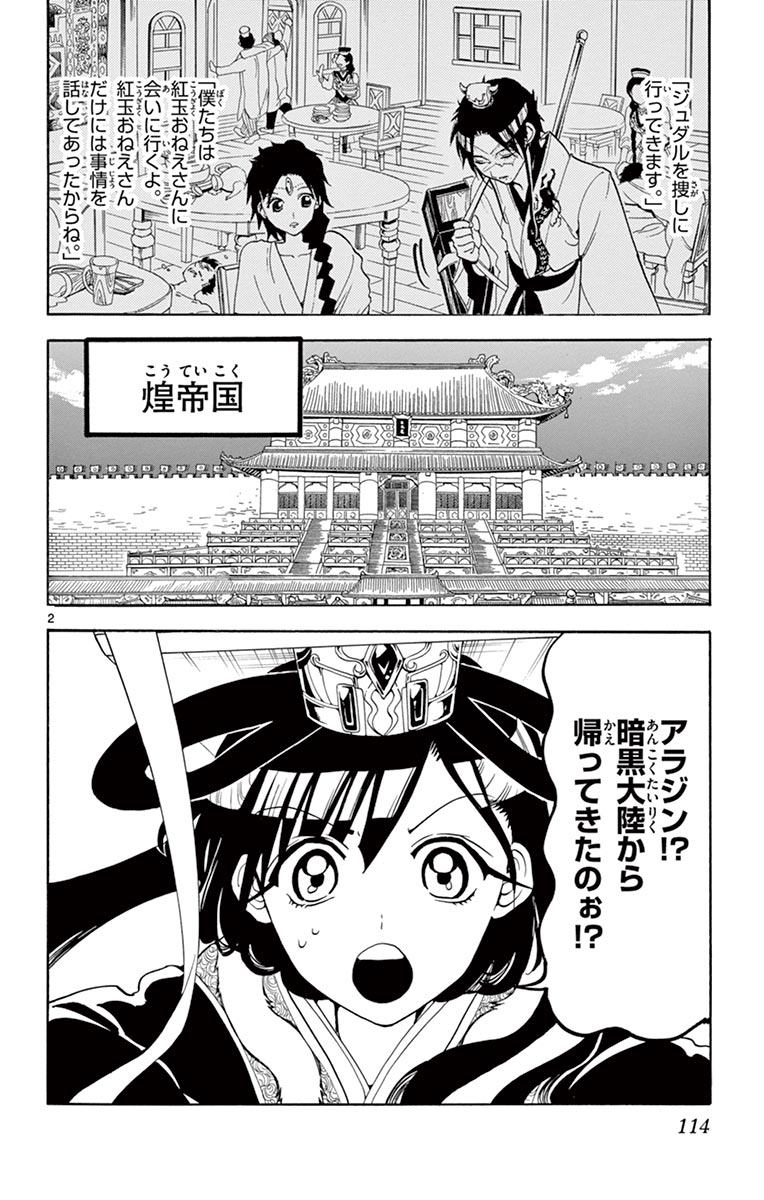 「ジュダルを捜しに
行ってきます。」
「僕たちは
会いに行くよ。
紅玉おねえさんに
紅玉おねえさん
だけには事情を
話してあったからね。」
煌帝国
2
アラジン!?
暗黒大陸から
帰ってきたのぉ!?
114